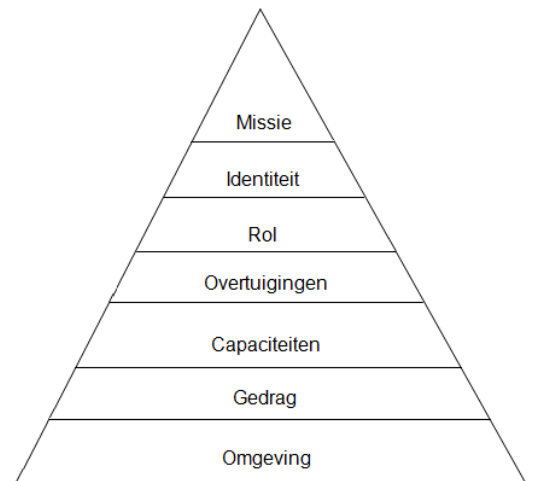 Missie
Identiteit
Rol
Overtuigingen
Capaciteiten
Gedrag
Omgeving